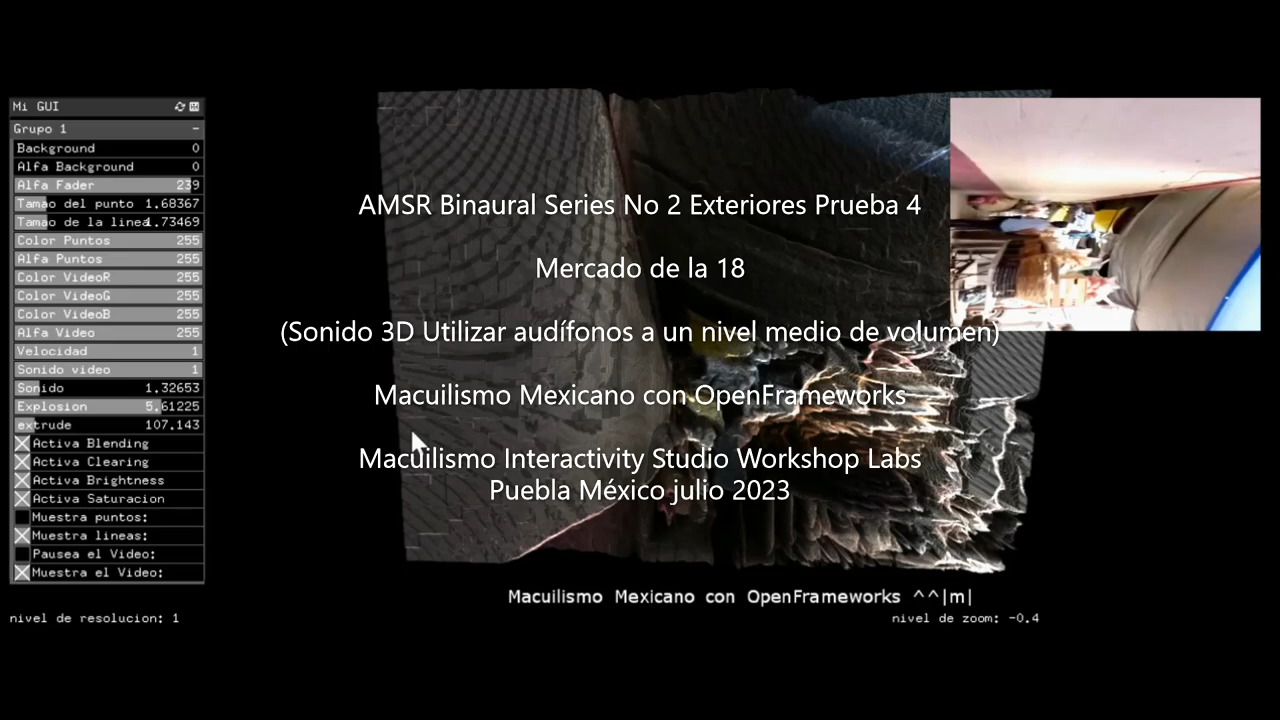 Mi GUI
Grupo 1 -
Background 0
Alfa Background 0
Alfa Fader 239
Tamao del punto 1.68367
Tamao de la linea1.73469
Color Puntos 255
Alfa Puntos 255
Color VideoR 255
Color VideoG 255
Color VideoB 255
Alfa Video 255
Velocidad 1
Sonido video 1
Sonido 1.32653
Explosion 5.61225
extrude 107.143
Activa Blending
Activa Clearing
Activa Brightness
Activa Saturacion
Muestra puntos:
Muestra lineas:
Pausea el Video:
Muestra el Video:
nivel de resolucion: 1
AMSR Binaural Series No 2 Exteriores Prueba 4
Mercado de la 18
(Sonido 3D Utilizar audífonos a un nivel medio de volumen)
Macuilismo Mexicano con OpenFrameworks
Macuilismo Interactivity Studio Workshop Labs
Puebla México julio 2023
Macuilismo Mexicano con OpenFrameworks ^^|m|
nivel de zoom: -0.4